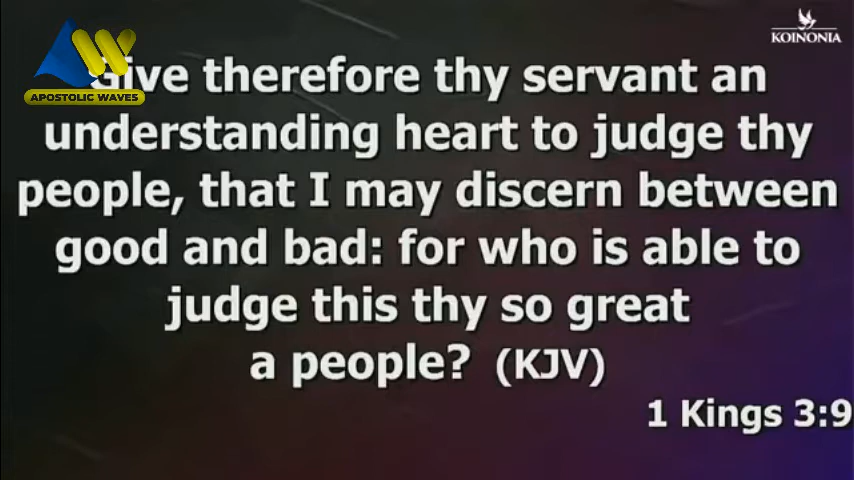 KOINONIA
APOSTOLIC WAVES
Give therefore thy servant an
understanding heart to judge thy
people, that I may discern between
good and bad: for who is able to
judge this thy so great
a people? (KJV)
1 Kings 3:9